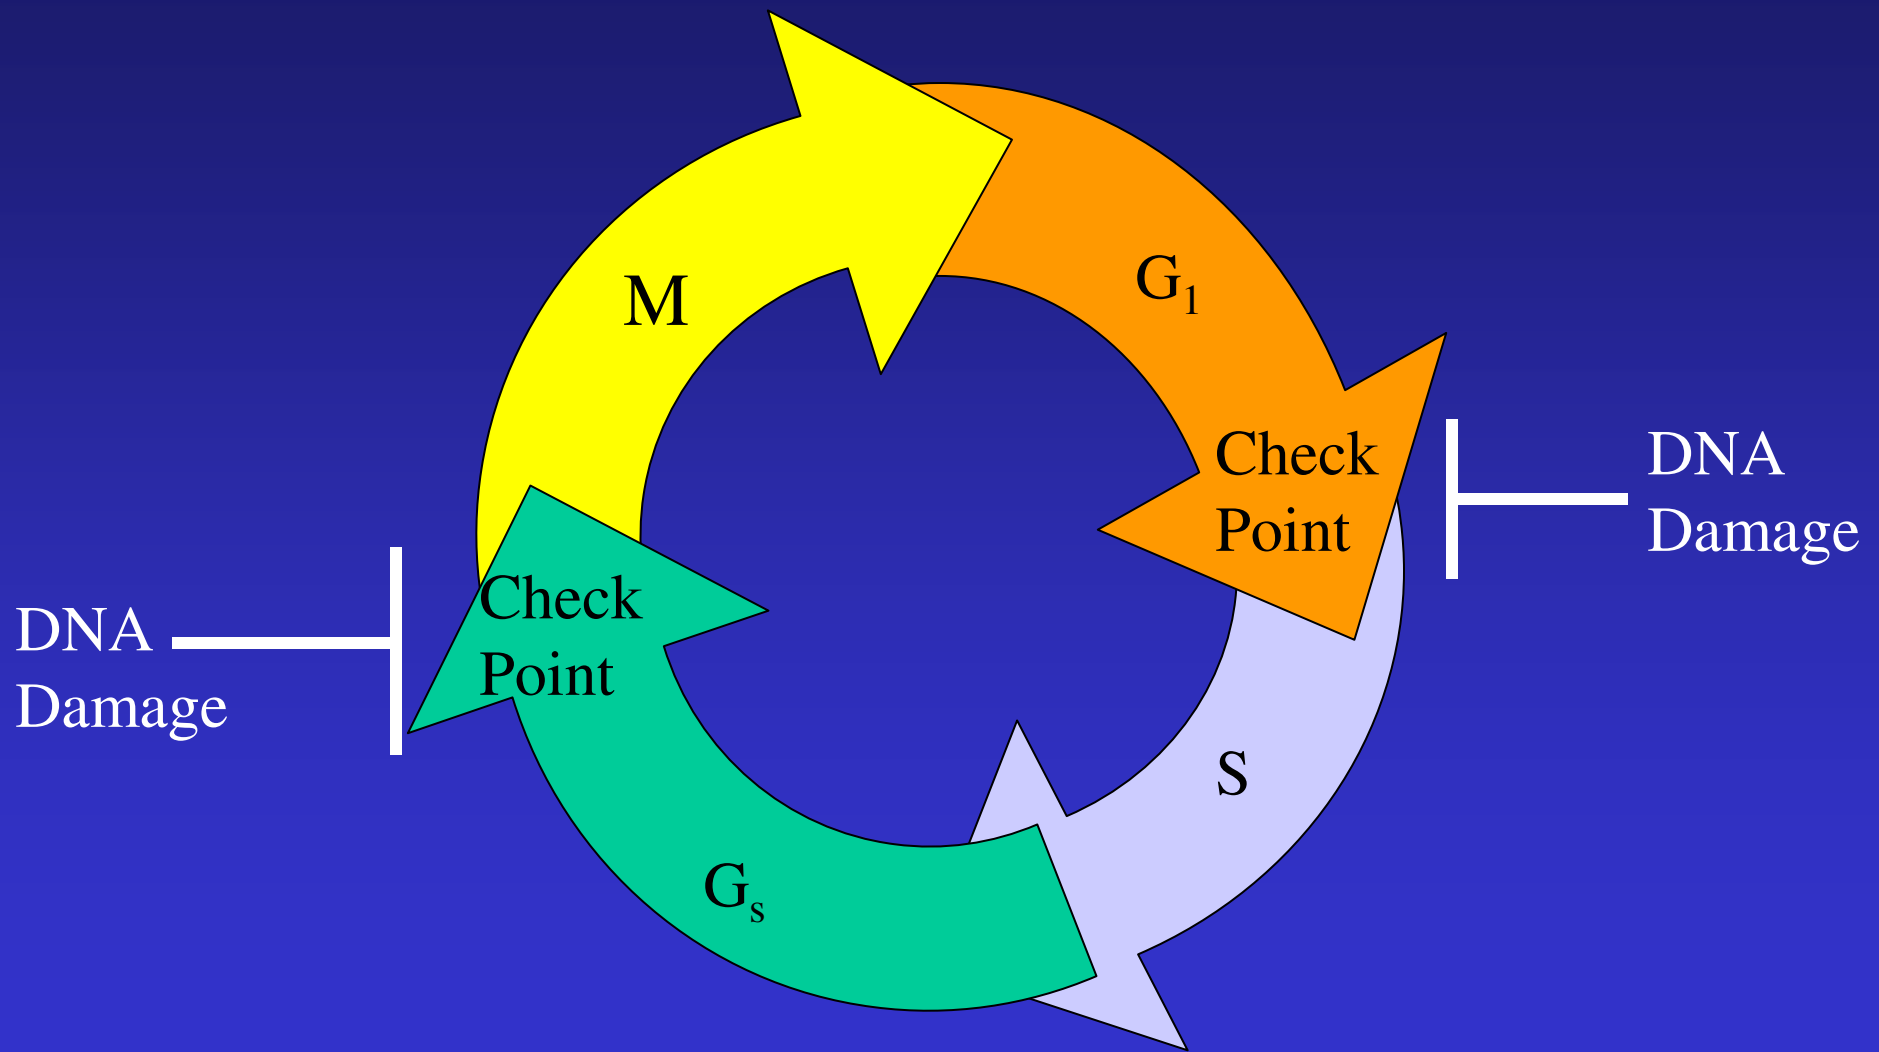 M
G₁
Check
Point
DNA
Damage
S
Gₛ
Check
Point
DNA
Damage